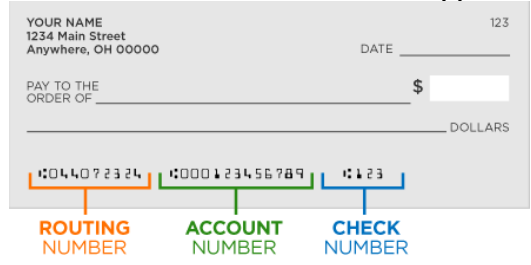 YOUR NAME 123
1234 Main Street
Anywhere, OH 00000 DATE
PAY TO THE
ORDER OF $
DOLLARS
⑆044072324 ⑆000123456789 ⑆123
ROUTING ACCOUNT CHECK
NUMBER NUMBER NUMBER